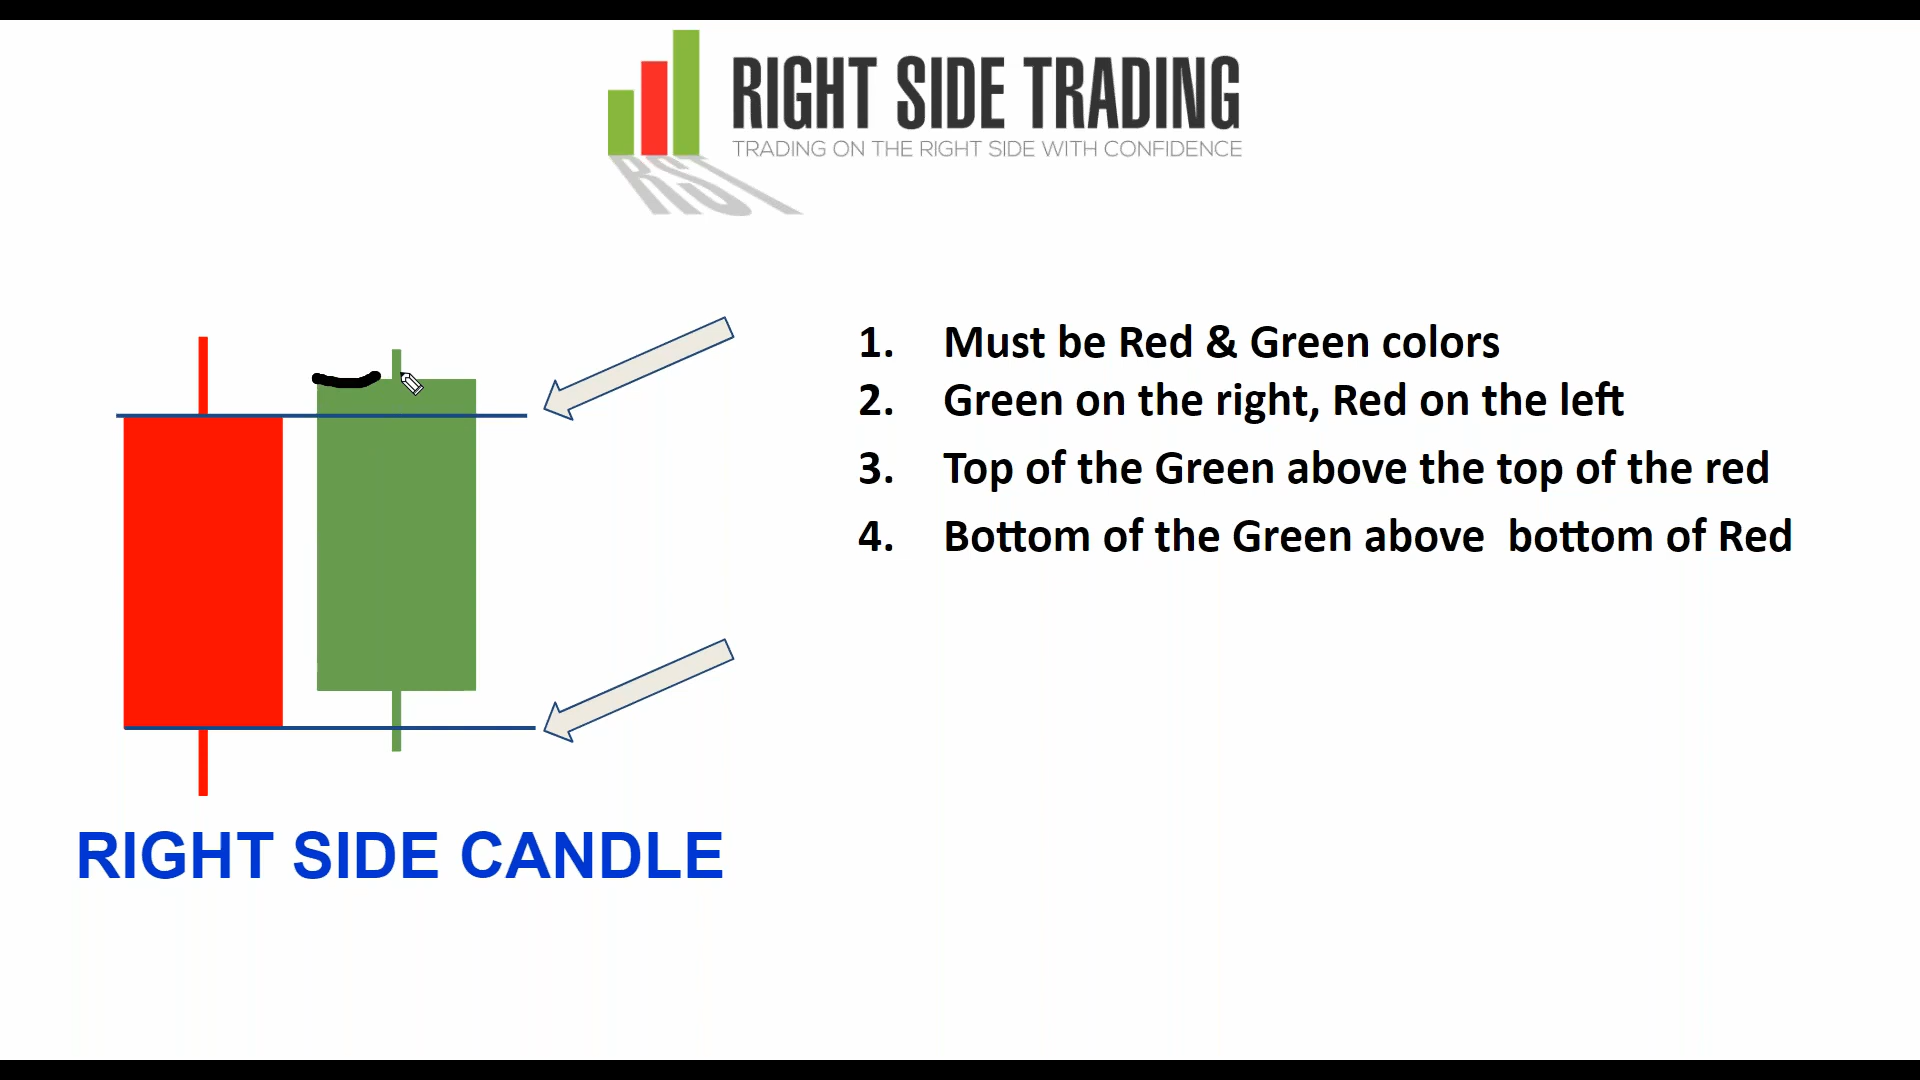 RIGHT SIDE TRADING
TRADING ON THE RIGHT SIDE WITH CONFIDENCE
RST
1. Must be Red & Green colors
2. Green on the right, Red on the left
3. Top of the Green above the top of the red
4. Bottom of the Green above bottom of Red
RIGHT SIDE CANDLE